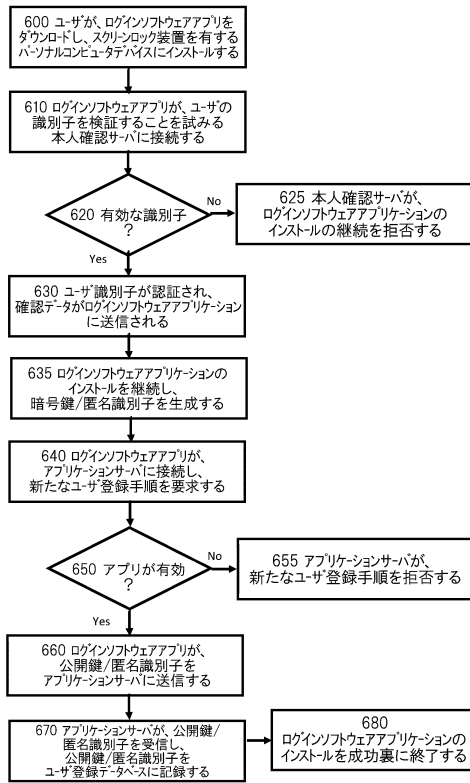 600 ユーザが、ログインソフトウェアアプリを
ダウンロードし、スクリーンロック装置を有する
パーソナルコンピュータデバイスにインストールする
610 ログインソフトウェアアプリが、ユーザの
識別子を検証することを試みる
本人確認サーバに接続する
620 有効な識別子
?
No
625 本人確認サーバが、
ログインソフトウェアアプリケーションの
インストールの継続を拒否する
Yes
630 ユーザ識別子が認証され、
確認データがログインソフトウェアアプリケーション
に送信される
635 ログインソフトウェアアプリケーションの
インストールを継続し、
暗号鍵/匿名識別子を生成する
640 ログインソフトウェアアプリが、
アプリケーションサーバに接続し、
新たなユーザ登録手順を要求する
650 アプリが有効
?
No
655 アプリケーションサーバが、
新たなユーザ登録手順を拒否する
Yes
660 ログインソフトウェアアプリが、
公開鍵/匿名識別子を
アプリケーションサーバに送信する
670 アプリケーションサーバが、公開鍵/
匿名識別子を受信し、
公開鍵/匿名識別子を
ユーザ登録データベースに記録する
680
ログインソフトウェアアプリケーションの
インストールを成功裏に終了する